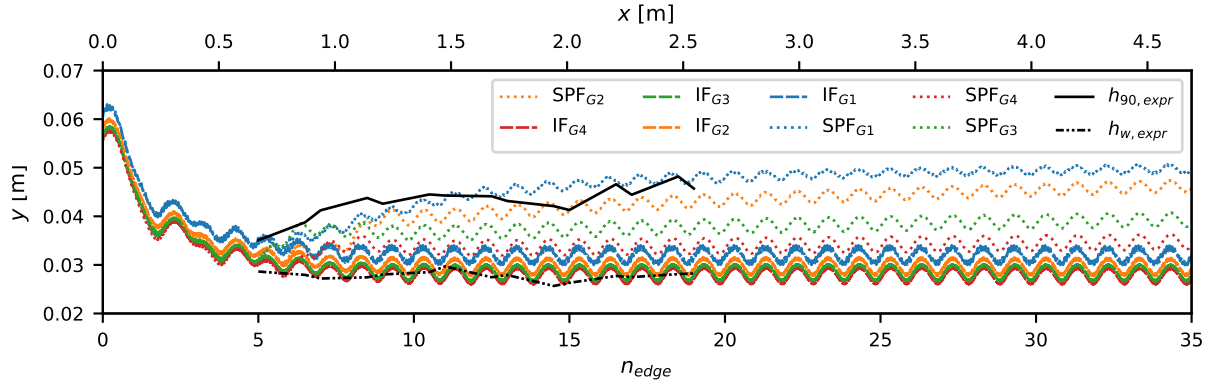 x [m]
0.0 0.5 1.0 1.5 2.0 2.5 3.0 3.5 4.0 4.5
0.07
0.06
0.05
0.04
0.03
0.02
y [m]
SPF_G2 IF_G3 IF_G1 SPF_G4 h_90,expr
IF_G4 IF_G2 SPF_G1 SPF_G3 h_w,expr
0 5 10 15 20 25 30 35
n_edge